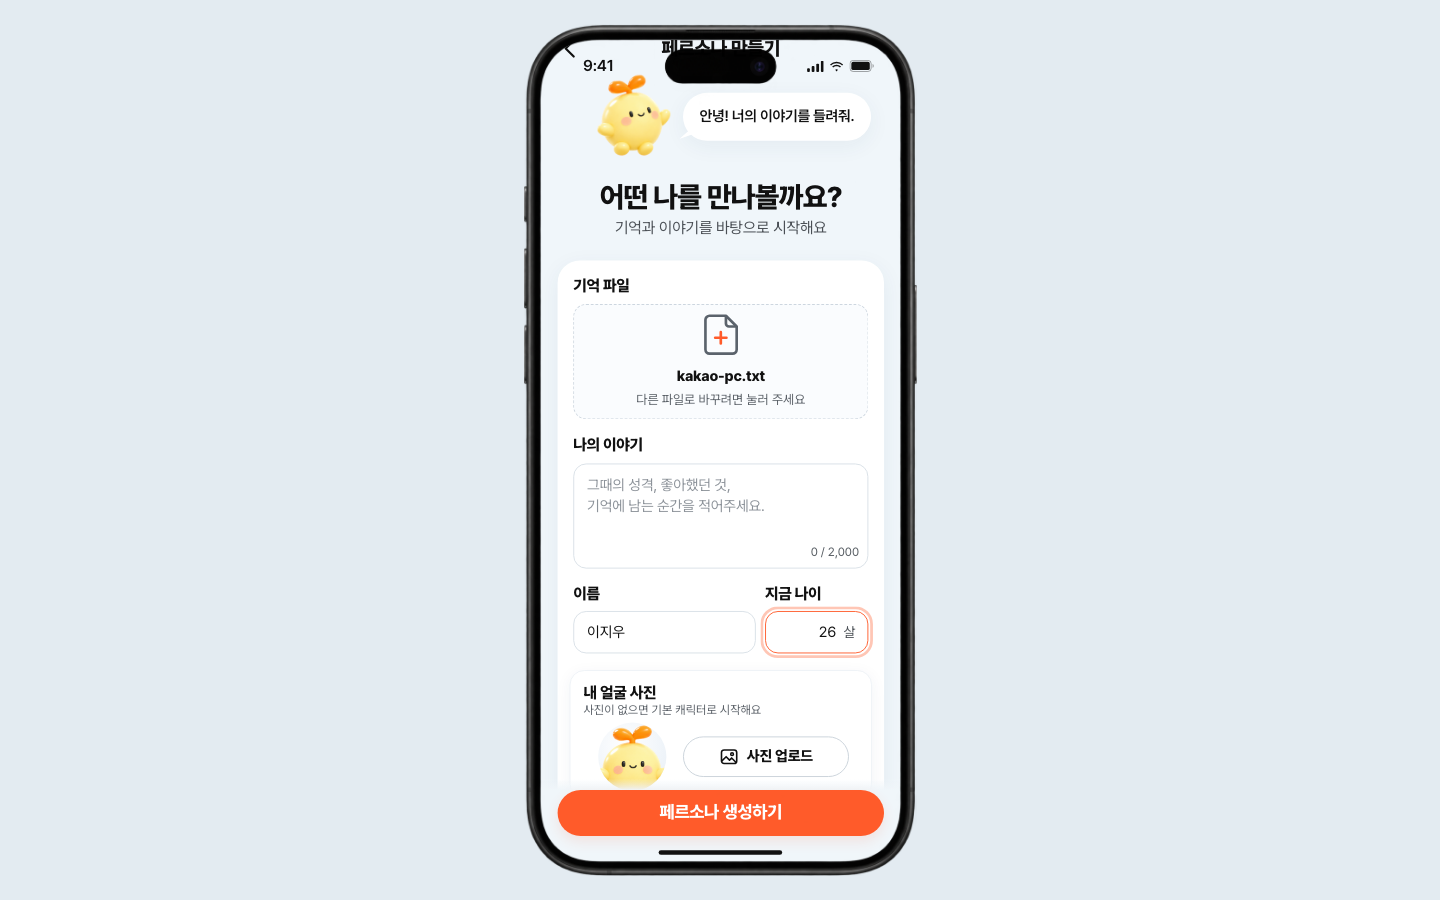 페르소나 만들기
9:41
안녕! 너의 이야기를 들려줘.
어떤 나를 만나볼까요?
기억과 이야기를 바탕으로 시작해요
기억 파일
kakao-pc.txt
다른 파일로 바꾸려면 눌러 주세요
나의 이야기
그때의 성격, 좋아했던 것,
기억에 남는 순간을 적어주세요.
0 / 2,000
이름
지금 나이
이지우
26 살
내 얼굴 사진
사진이 없으면 기본 캐릭터로 시작해요
사진 업로드
페르소나 생성하기